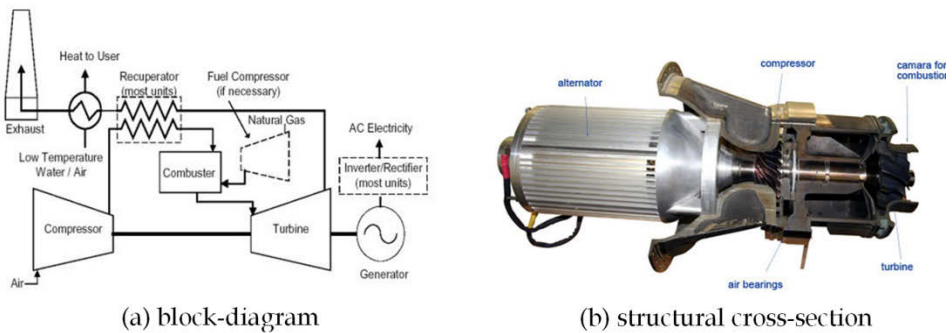 Heat to User
Recuperator
(most units)
Fuel Compressor
(if necessary)
Natural Gas
Exhaust
Low Temperature
Water / Air
Combuster
AC Electricity
Inverter/Rectifier
(most units)
Compressor
Turbine
Generator
Air
(a) block-diagram
alternator
compressor
camara for
combustion
air bearings
turbine
(b) structural cross-section